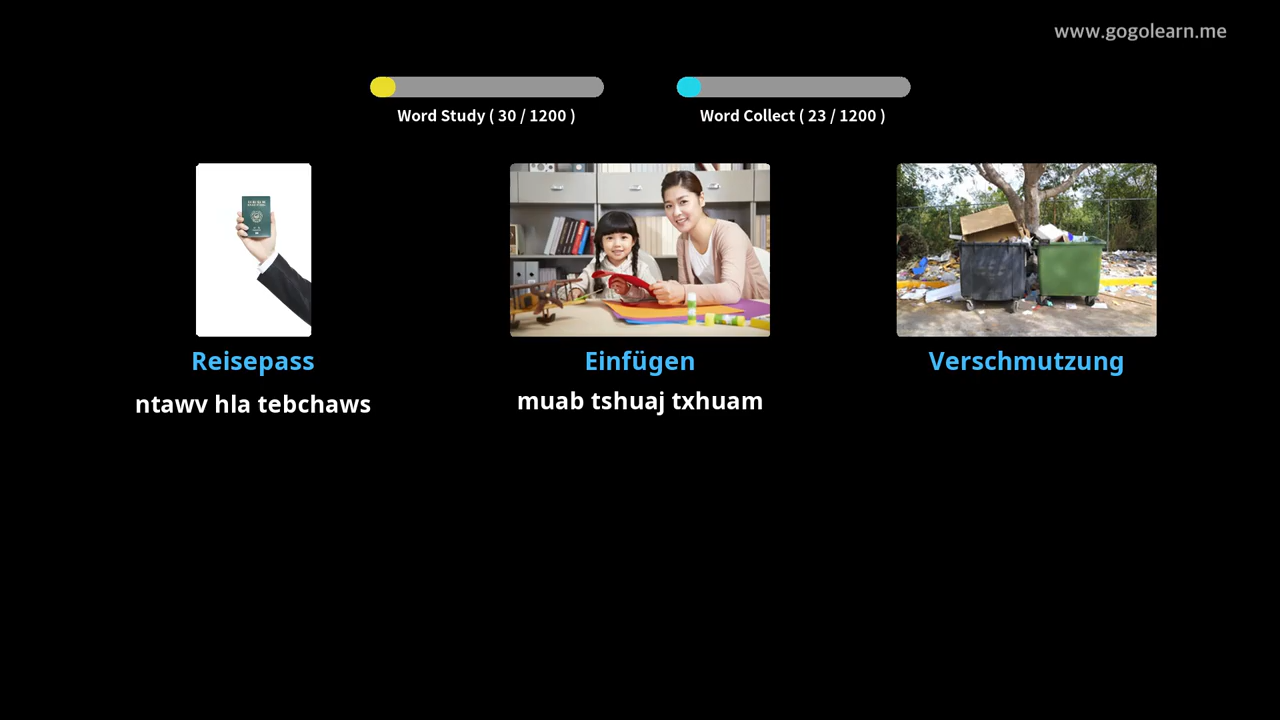 www.gogolearn.me
Word Study ( 30 / 1200 )
Word Collect ( 23 / 1200 )
Reisepass
Einfügen
Verschmutzung
ntawv hla tebchaws
muab tshuaj txhuam